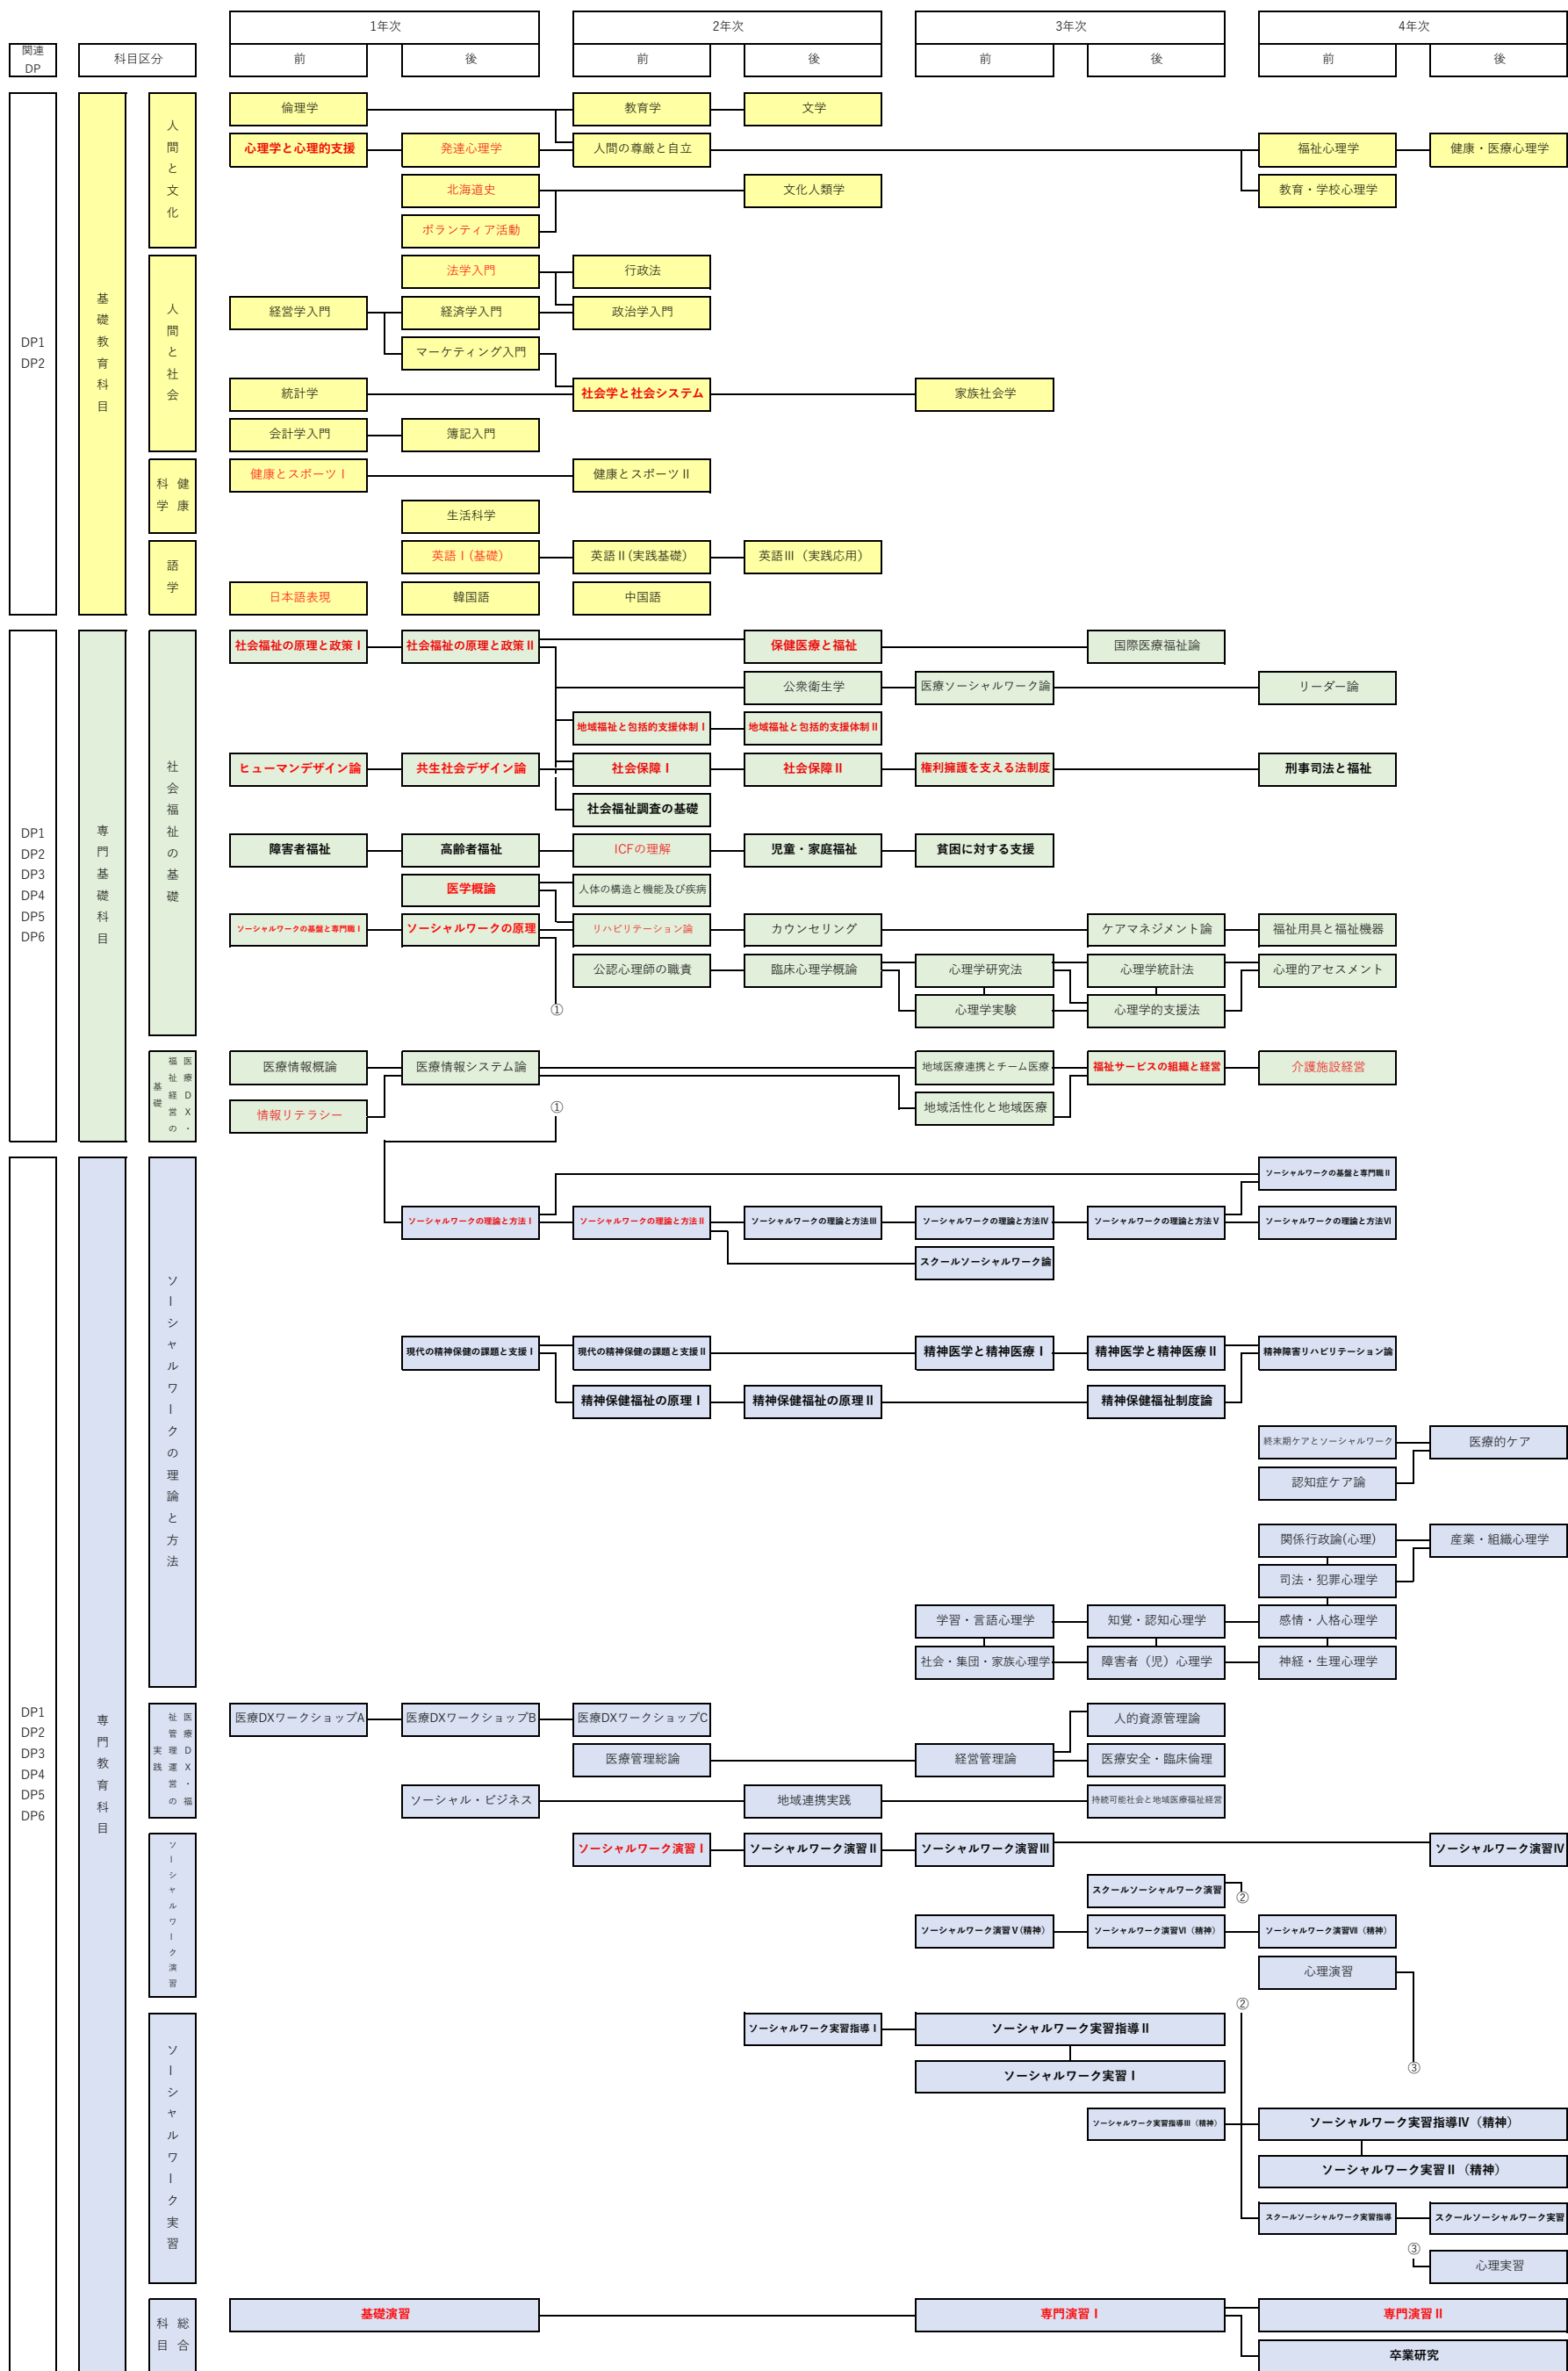 1年次
2年次
3年次
4年次
関連
DP
科目区分
前
後
前
後
前
後
前
後
DP1
DP2
基礎教育科目
人間と文化
倫理学
教育学
文学
心理学と心理的支援
発達心理学
人間の尊厳と自立
福祉心理学
健康・医療心理学
北海道史
文化人類学
教育・学校心理学
ボランティア活動
人間と社会
法学入門
行政法
経営学入門
経済学入門
政治学入門
マーケティング入門
統計学
社会学と社会システム
家族社会学
会計学入門
簿記入門
健康
科学
健康とスポーツⅠ
健康とスポーツⅡ
生活科学
語学
英語Ⅰ(基礎)
英語Ⅱ(実践基礎)
英語Ⅲ（実践応用）
日本語表現
韓国語
中国語
DP1
DP2
DP3
DP4
DP5
DP6
専門基礎科目
社会福祉の基礎
社会福祉の原理と政策Ⅰ
社会福祉の原理と政策Ⅱ
保健医療と福祉
国際医療福祉論
公衆衛生学
医療ソーシャルワーク論
リーダー論
地域福祉と包括的支援体制Ⅰ
地域福祉と包括的支援体制Ⅱ
ヒューマンデザイン論
共生社会デザイン論
社会保障Ⅰ
社会保障Ⅱ
権利擁護を支える法制度
刑事司法と福祉
社会福祉調査の基礎
障害者福祉
高齢者福祉
ICFの理解
児童・家庭福祉
貧困に対する支援
医学概論
人体の構造と機能及び疾病
ソーシャルワークの基盤と専門職Ⅰ
ソーシャルワークの原理
リハビリテーション論
カウンセリング
ケアマネジメント論
福祉用具と福祉機器
公認心理師の職責
臨床心理学概論
心理学研究法
心理学統計法
心理的アセスメント
①
心理学実験
心理学的支援法
医療DX・
福祉経営の
基礎
医療情報概論
医療情報システム論
地域医療連携とチーム医療
福祉サービスの組織と経営
介護施設経営
情報リテラシー
①
地域活性化と地域医療
DP1
DP2
DP3
DP4
DP5
DP6
専門教育科目
ソーシャルワークの理論と方法
ソーシャルワークの基盤と専門職Ⅱ
ソーシャルワークの理論と方法Ⅰ
ソーシャルワークの理論と方法Ⅱ
ソーシャルワークの理論と方法Ⅲ
ソーシャルワークの理論と方法Ⅳ
ソーシャルワークの理論と方法Ⅴ
ソーシャルワークの理論と方法Ⅵ
スクールソーシャルワーク論
現代の精神保健の課題と支援Ⅰ
現代の精神保健の課題と支援Ⅱ
精神医学と精神医療Ⅰ
精神医学と精神医療Ⅱ
精神障害リハビリテーション論
精神保健福祉の原理Ⅰ
精神保健福祉の原理Ⅱ
精神保健福祉制度論
終末期ケアとソーシャルワーク
医療的ケア
認知症ケア論
関係行政論(心理)
産業・組織心理学
司法・犯罪心理学
学習・言語心理学
知覚・認知心理学
感情・人格心理学
社会・集団・家族心理学
障害者（児）心理学
神経・生理心理学
医療DX・福
祉管理運営の
実践
医療DXワークショップA
医療DXワークショップB
医療DXワークショップC
人的資源管理論
医療管理総論
経営管理論
医療安全・臨床倫理
ソーシャル・ビジネス
地域連携実践
持続可能社会と地域医療福祉経営
ソーシャルワーク演習
ソーシャルワーク演習Ⅰ
ソーシャルワーク演習Ⅱ
ソーシャルワーク演習Ⅲ
ソーシャルワーク演習Ⅳ
スクールソーシャルワーク演習
②
ソーシャルワーク演習Ⅴ(精神）
ソーシャルワーク演習Ⅵ（精神）
ソーシャルワーク演習Ⅶ（精神）
心理演習
ソーシャルワーク実習
②
ソーシャルワーク実習指導Ⅰ
ソーシャルワーク実習指導Ⅱ
ソーシャルワーク実習Ⅰ
③
ソーシャルワーク実習指導Ⅲ（精神）
ソーシャルワーク実習指導Ⅳ（精神）
ソーシャルワーク実習Ⅱ（精神）
スクールソーシャルワーク実習指導
スクールソーシャルワーク実習
③
心理実習
総合
科目
基礎演習
専門演習Ⅰ
専門演習Ⅱ
卒業研究